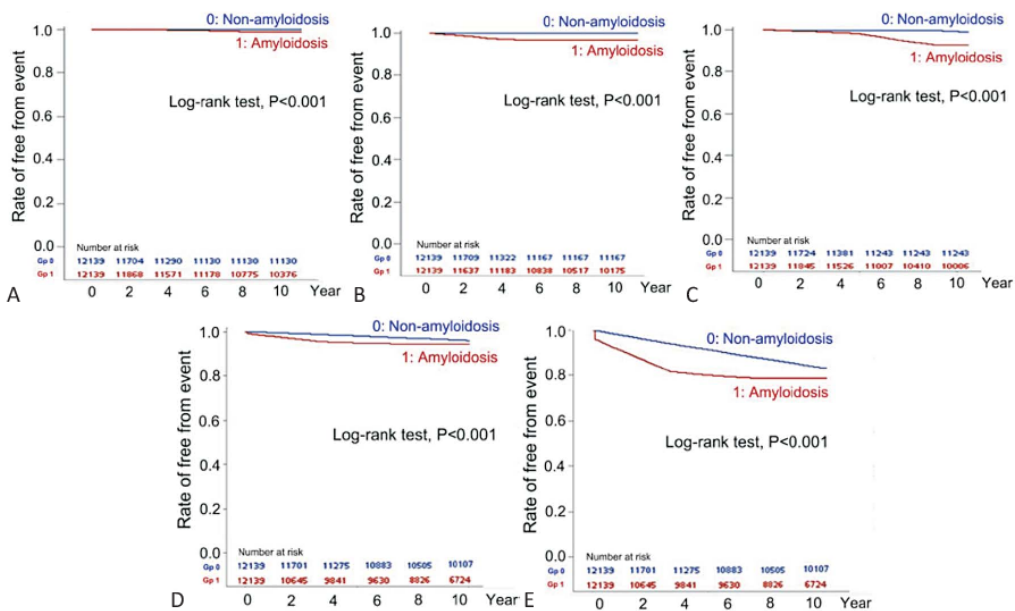 0: Non-amyloidosis
1.0
1: Amyloidosis
0.8
Log-rank test, P<0.001
0.6
0.4
0.2
0.0
Rate of free from event
Number at risk
Gp 0 12139 11704 11290 11130 11130 11130
Gp 1 12139 11868 11571 11178 10775 10376
0 2 4 6 8 10 Year
A
0: Non-amyloidosis
1.0
1: Amyloidosis
0.8
Log-rank test, P<0.001
0.6
0.4
0.2
0.0
Rate of free from event
Number at risk
Gp 0 12139 11709 11322 11167 11167 11167
Gp 1 12139 11637 11183 10838 10517 10175
0 2 4 6 8 10 Year
B
0: Non-amyloidosis
1.0
1: Amyloidosis
0.8
Log-rank test, P<0.001
0.6
0.4
0.2
0.0
Rate of free from event
Number at risk
Gp 0 12139 11724 11381 11243 11243 11243
Gp 1 12139 11845 11526 11007 10410 10006
0 2 4 6 8 10 Year
C
1.0
0: Non-amyloidosis
1: Amyloidosis
0.8
0.6
Log-rank test, P<0.001
0.4
0.2
0.0
Rate of free from event
Number at risk
Gp 0 12139 11701 11275 10883 10505 10107
Gp 1 12139 10645 9841 9630 8826 6724
0 2 4 6 8 10 Year
D
1.0
0: Non-amyloidosis
0.8
1: Amyloidosis
0.6
Log-rank test, P<0.001
0.4
0.2
0.0
Rate of free from event
Number at risk
Gp 0 12139 11701 11275 10883 10505 10107
Gp 1 12139 10645 9841 9630 8826 6724
0 2 4 6 8 10 Year
E